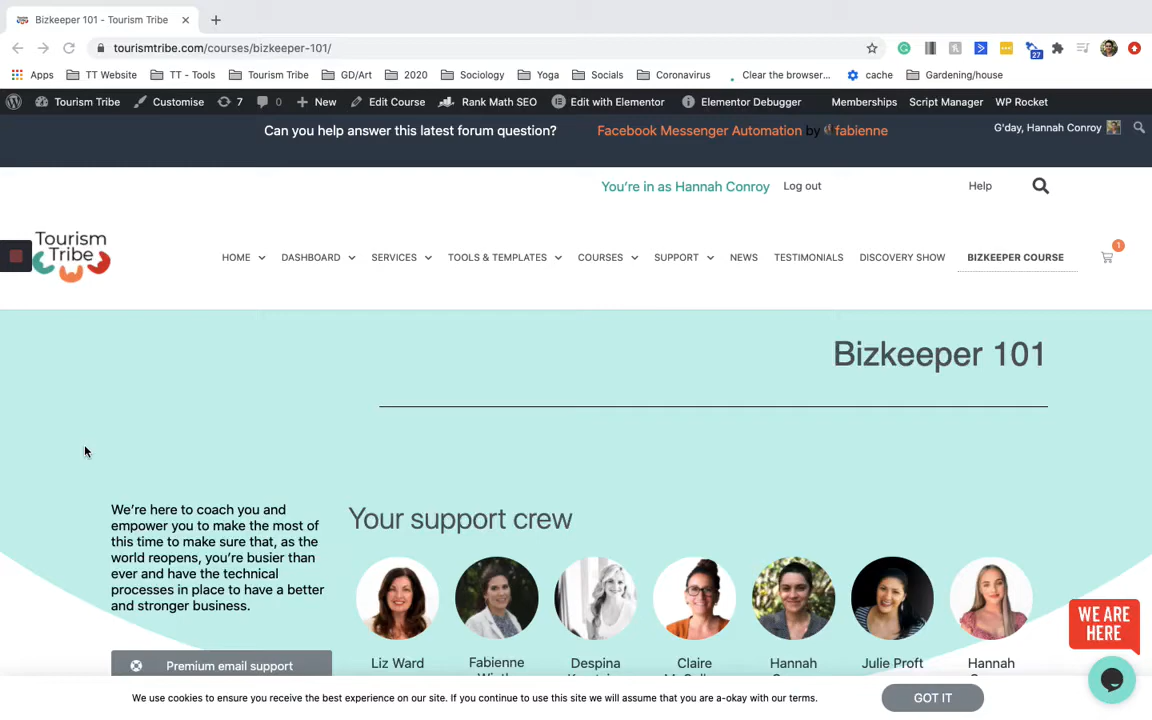 Bizkeeper 101 - Tourism Tribe
tourismtribe.com/courses/bizkeeper-101/
27
Apps TT Website TT - Tools Tourism Tribe GD/Art 2020 Sociology Yoga Socials Coronavirus Clear the browser... cache Gardening/house
Tourism Tribe Customise 7 0 New Edit Course Rank Math SEO Edit with Elementor Elementor Debugger Memberships Script Manager WP Rocket
Can you help answer this latest forum question? Facebook Messenger Automation by fabienne G'day, Hannah Conroy
You're in as Hannah Conroy Log out Help
Tourism
Tribe
HOME DASHBOARD SERVICES TOOLS & TEMPLATES COURSES SUPPORT NEWS TESTIMONIALS DISCOVERY SHOW BIZKEEPER COURSE 1
Bizkeeper 101
We're here to coach you and
empower you to make the most of
this time to make sure that, as the
world reopens, you're busier than
ever and have the technical
processes in place to have a better
and stronger business.
Premium email support
Your support crew
Liz Ward Fabienne Despina Claire Hannah Julie Proft Hannah
WE ARE
HERE
We use cookies to ensure you receive the best experience on our site. If you continue to use this site we will assume that you are a-okay with our terms. GOT IT